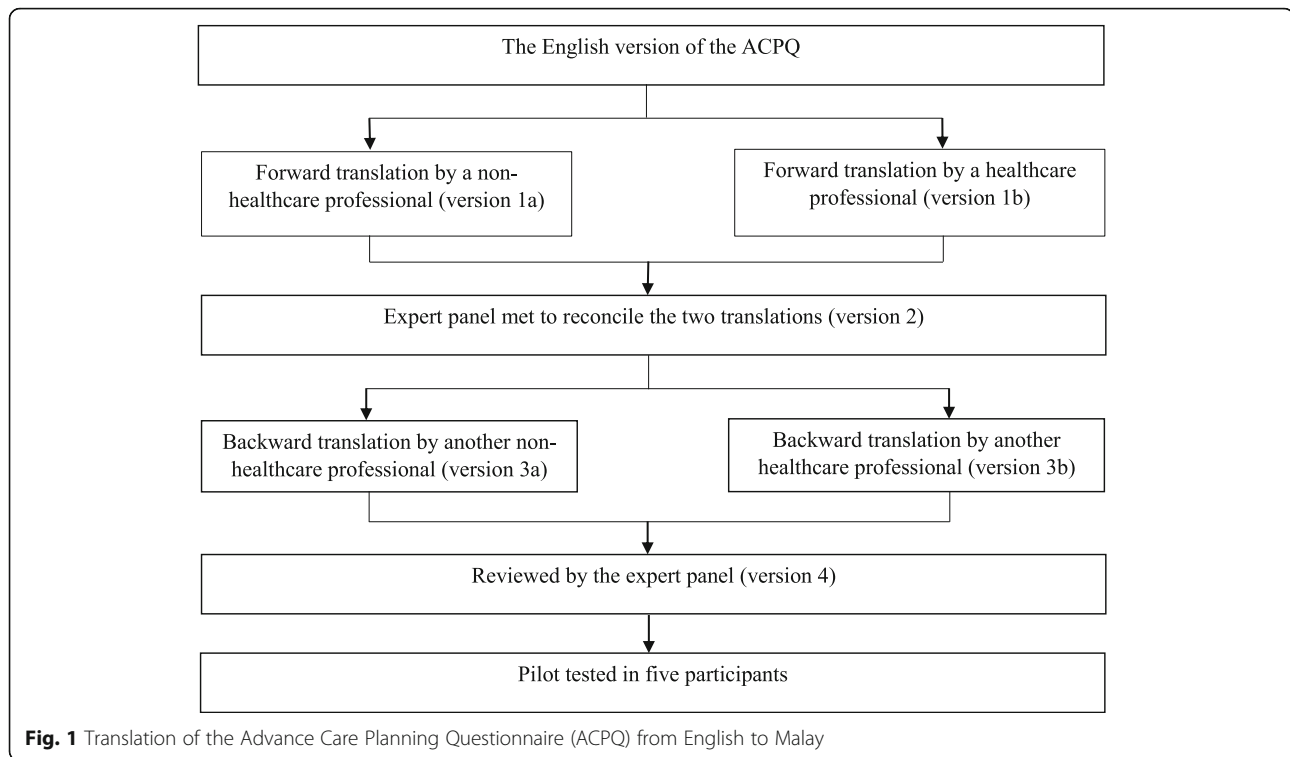 The English version of the ACPQ
Forward translation by a non-
healthcare professional (version 1a)
Forward translation by a healthcare
professional (version 1b)
Expert panel met to reconcile the two translations (version 2)
Backward translation by another non-
healthcare professional (version 3a)
Backward translation by another
healthcare professional (version 3b)
Reviewed by the expert panel (version 4)
Pilot tested in five participants
Fig. 1 Translation of the Advance Care Planning Questionnaire (ACPQ) from English to Malay